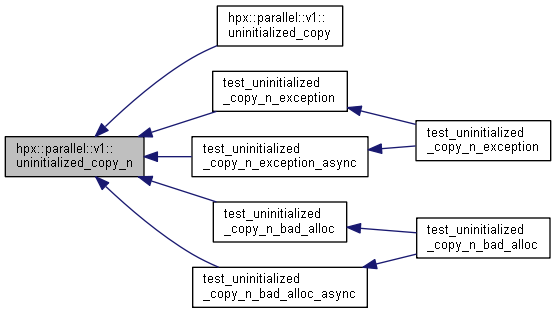 hpx::parallel::v1::
uninitialized_copy
test_uninitialized
_copy_n_exception
hpx::parallel::v1::
uninitialized_copy_n
test_uninitialized
_copy_n_exception_async
test_uninitialized
_copy_n_exception
test_uninitialized
_copy_n_bad_alloc
test_uninitialized
_copy_n_bad_alloc_async
test_uninitialized
_copy_n_bad_alloc